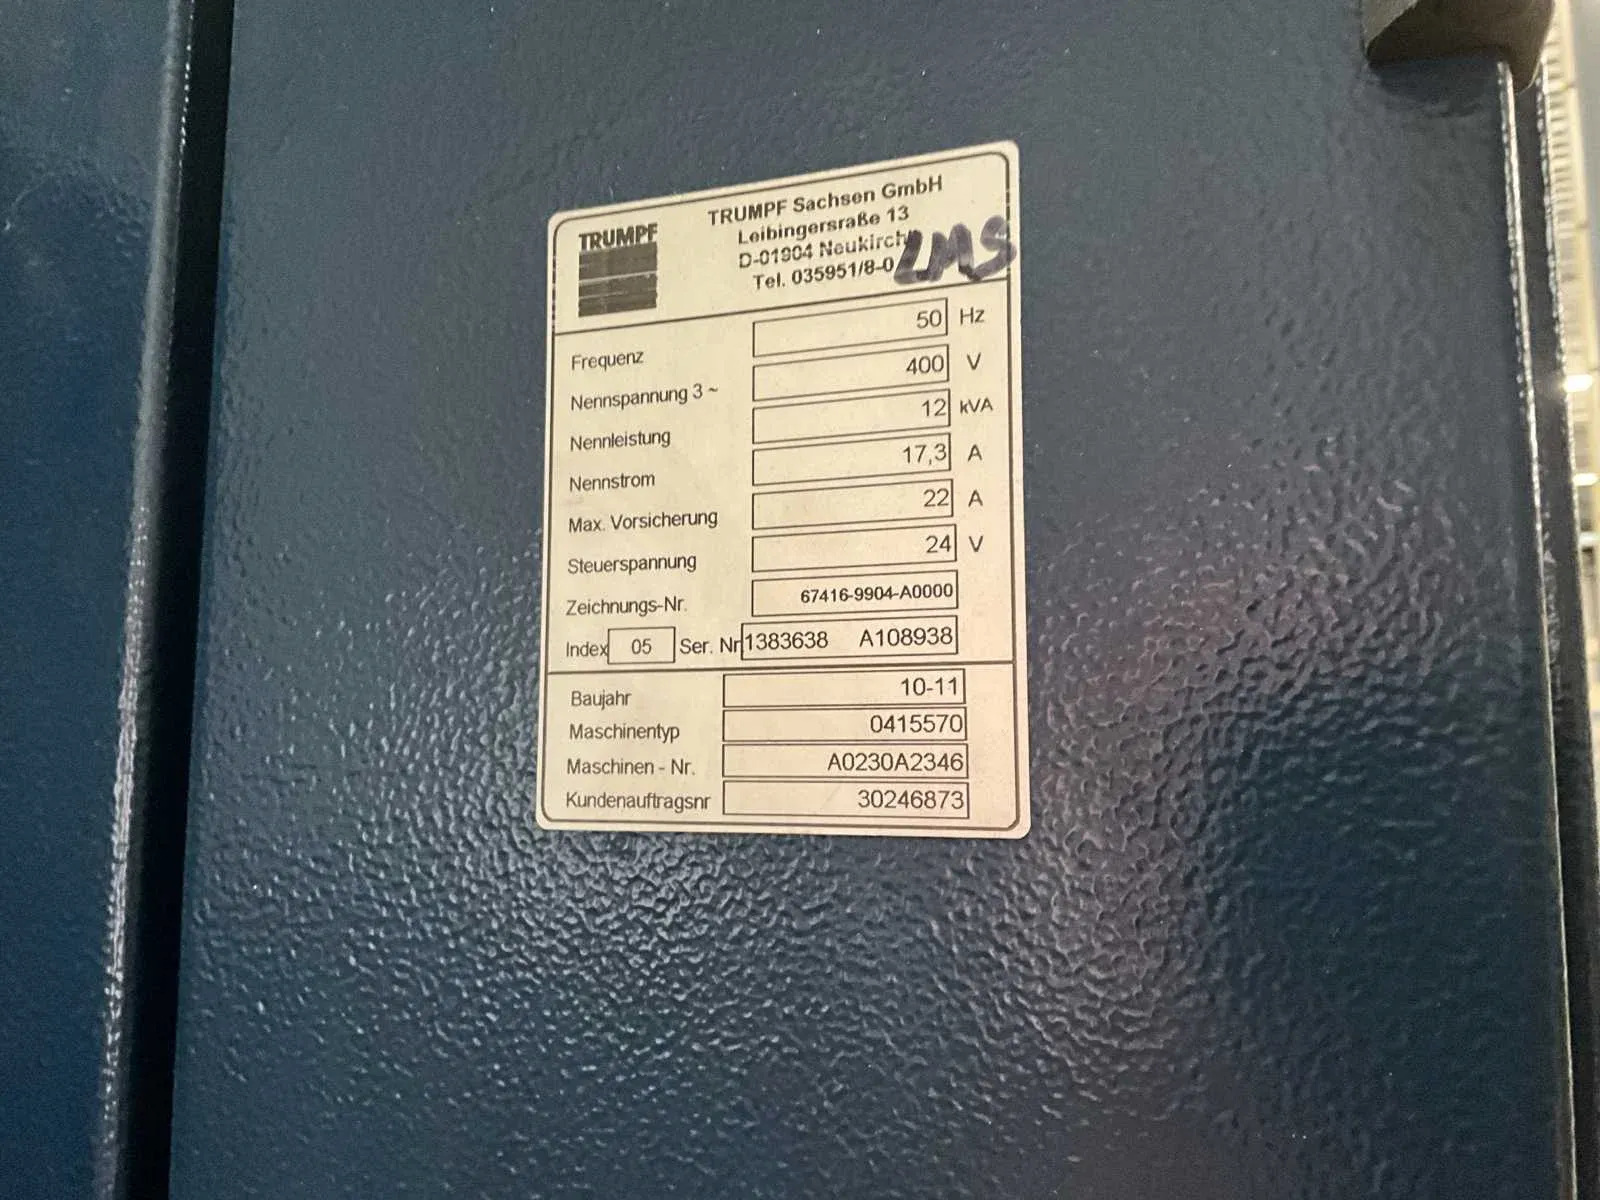 TRUMPF
TRUMPF Sachsen GmbH
Leibingersraße 13
D-01904 Neukirch
Tel. 035951/8-0
LMS
Frequenz 50 Hz
Nennspannung 3 ~ 400 V
Nennleistung 12 kVA
Nennstrom 17,3 A
Max. Vorsicherung 22 A
Steuerspannung 24 V
Zeichnungs-Nr. 67416-9904-A0000
Index 05 Ser. Nr 1383638 A108938
Baujahr 10-11
Maschinentyp 0415570
Maschinen - Nr. A0230A2346
Kundenauftragsnr 30246873